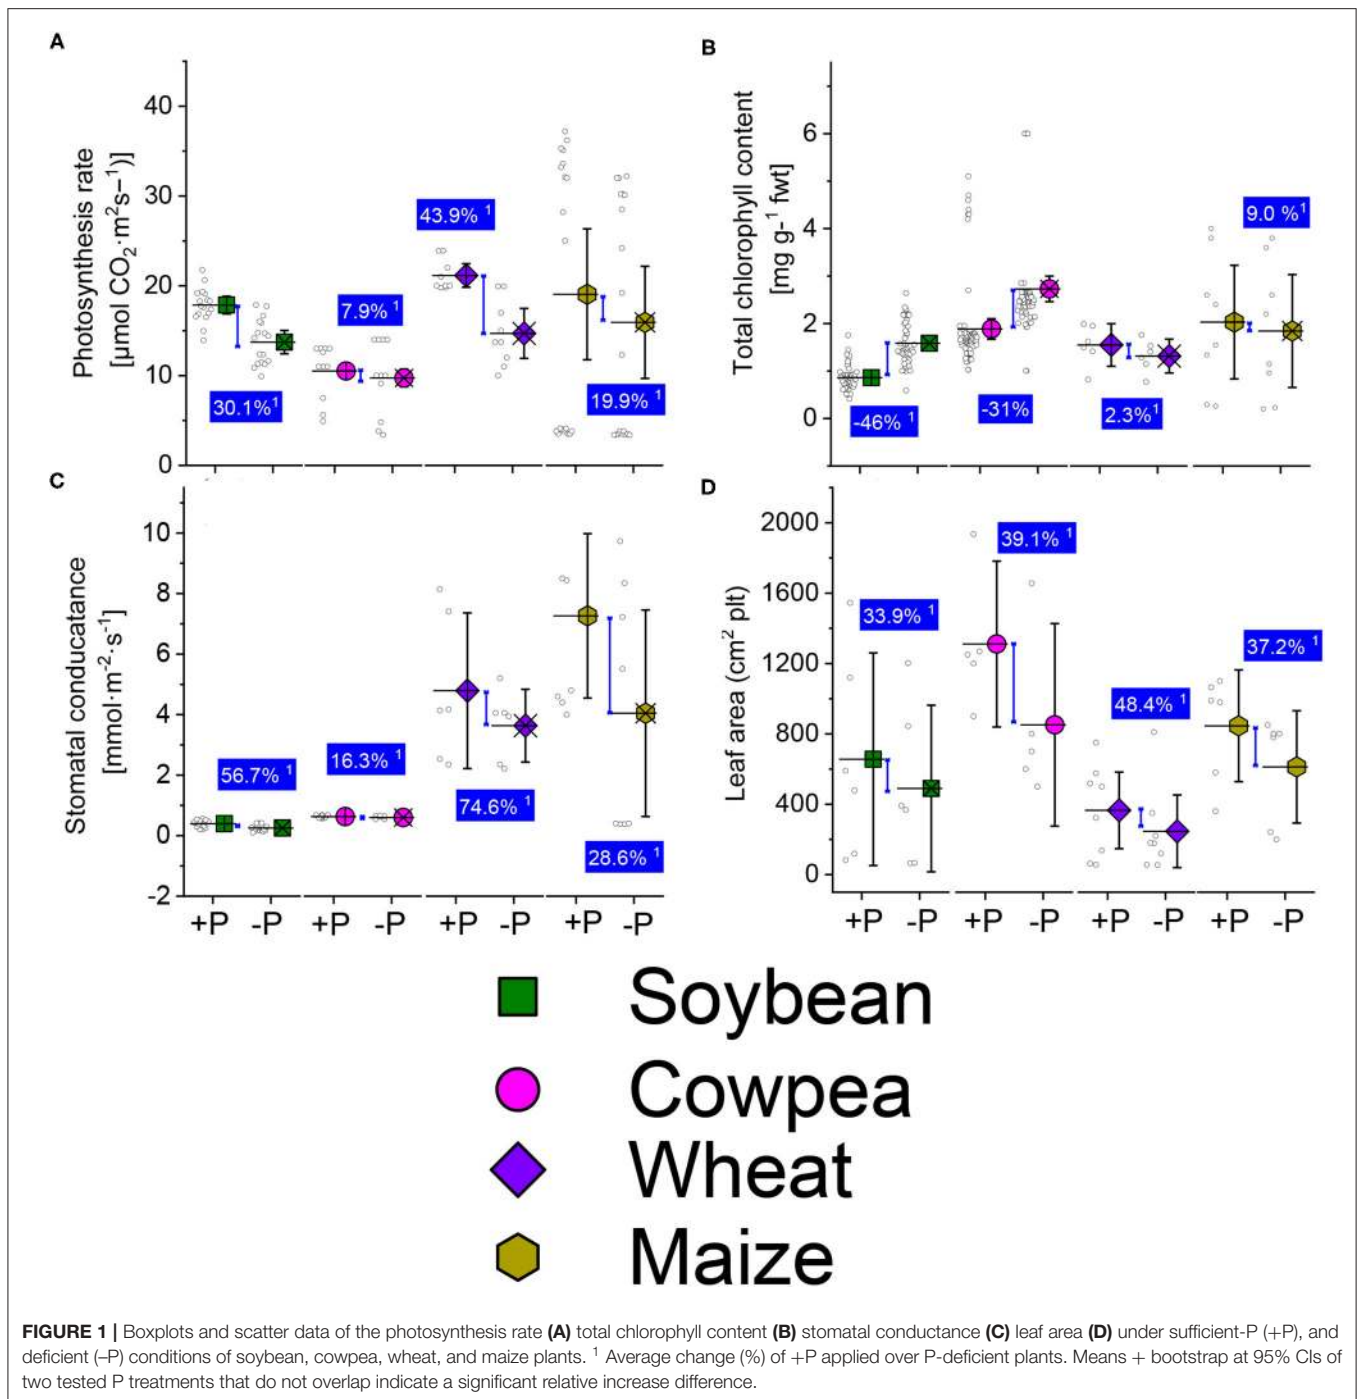 A
Photosynthesis rate
[µmol CO₂·m²s−1)]
40
30
20
10
0
30.1%¹
7.9% ¹
43.9% ¹
19.9% ¹
B
Total chlorophyll content
[mg g-¹ fwt]
6
4
2
0
-46% ¹
-31%
2.3%¹
9.0 %¹
C
Stomatal conducatance
[mmol·m⁻²·s⁻¹]
10
8
6
4
2
0
-2
56.7% ¹
16.3% ¹
74.6% ¹
28.6% ¹
+P -P +P -P +P -P +P -P
D
Leaf area (cm² plt)
2000
1600
1200
800
400
0
33.9% ¹
39.1% ¹
48.4% ¹
37.2% ¹
+P -P +P -P +P -P +P -P
Soybean
Cowpea
Wheat
Maize
FIGURE 1 | Boxplots and scatter data of the photosynthesis rate (A) total chlorophyll content (B) stomatal conductance (C) leaf area (D) under sufficient-P (+P), and
deficient (–P) conditions of soybean, cowpea, wheat, and maize plants. ¹ Average change (%) of +P applied over P-deficient plants. Means + bootstrap at 95% CIs of
two tested P treatments that do not overlap indicate a significant relative increase difference.